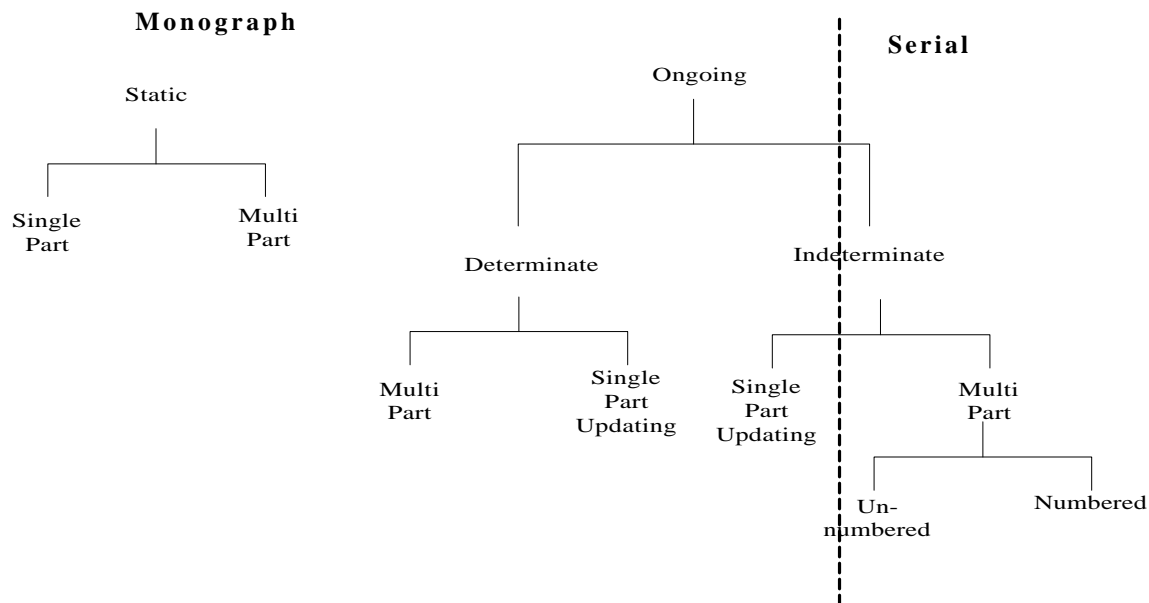 Monograph
Serial
Ongoing
Static
Single
Part
Multi
Part
Determinate
Indeterminate
Multi
Part
Single
Part
Updating
Single
Part
Updating
Multi
Part
Un-
numbered
Numbered